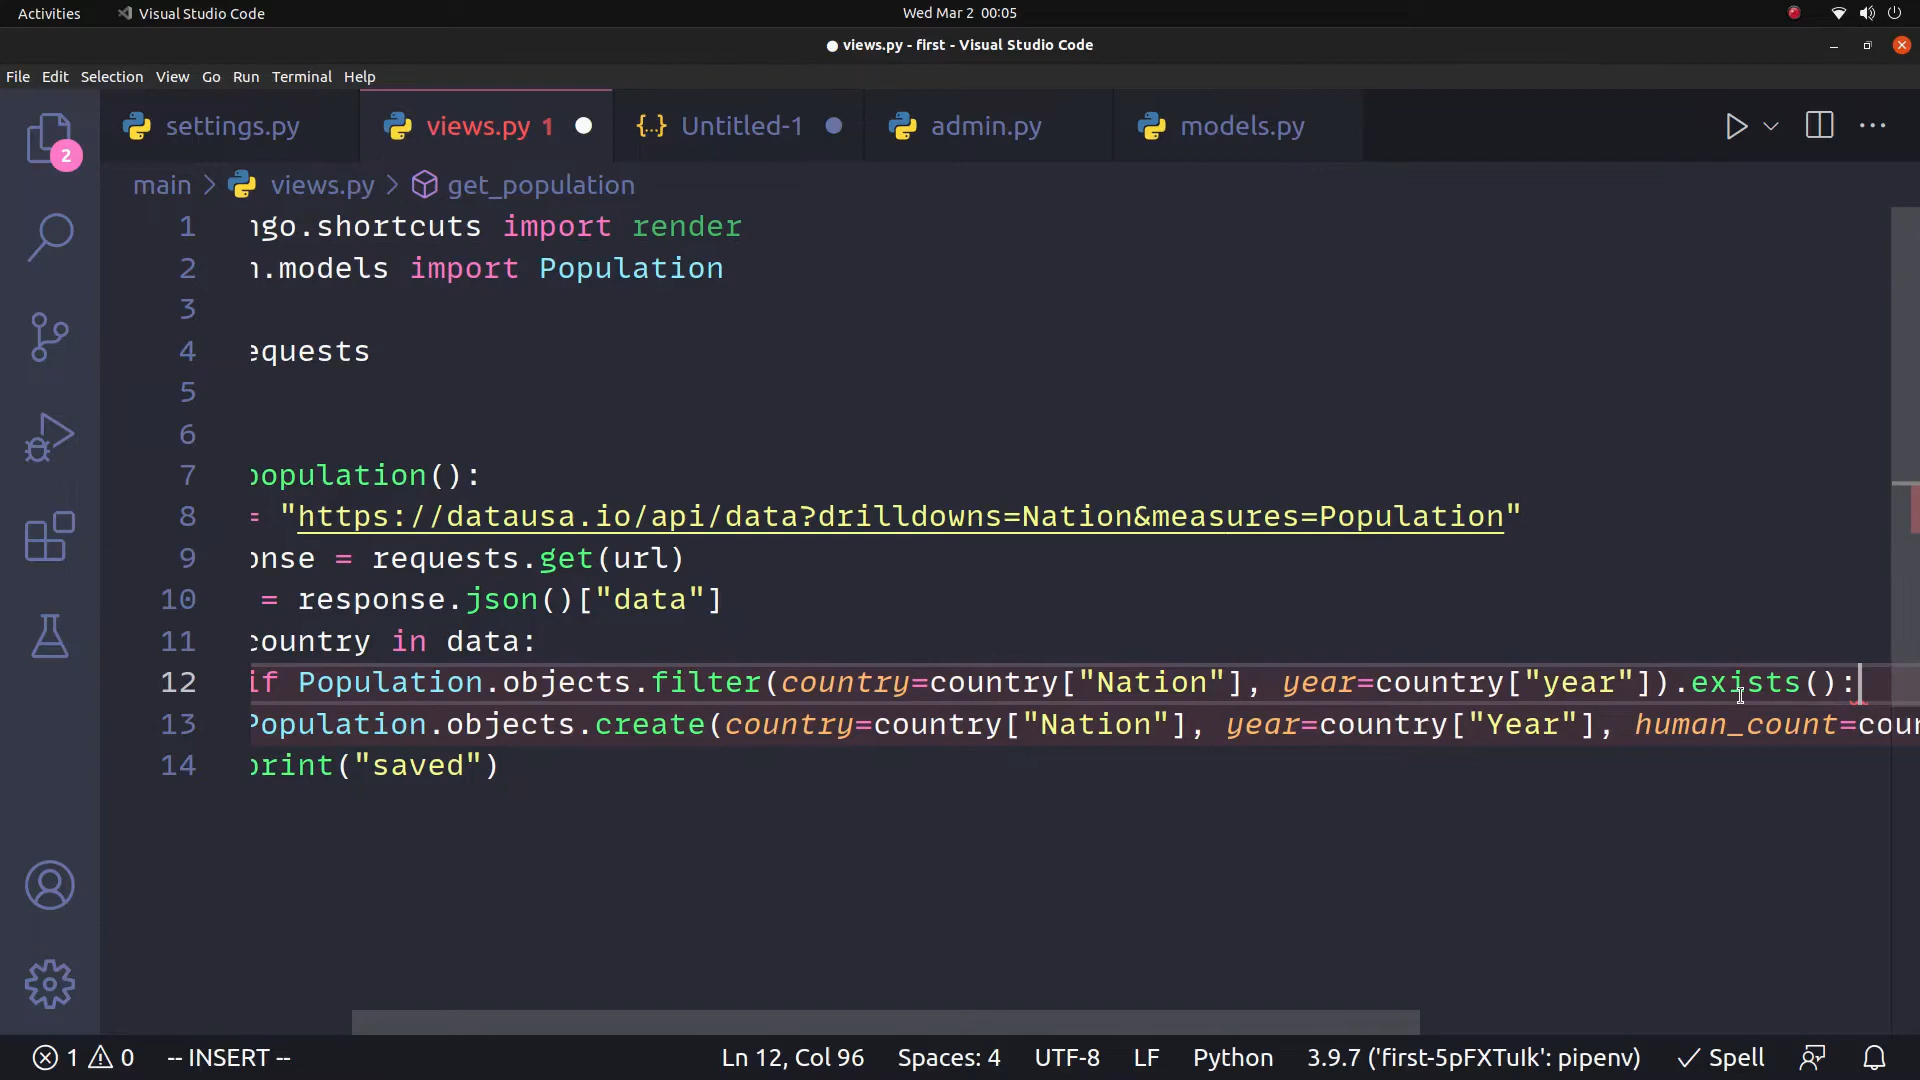 Activities Visual Studio Code Wed Mar 2 00:05
views.py - first - Visual Studio Code
File Edit Selection View Go Run Terminal Help
settings.py views.py 1 {..} Untitled-1 admin.py models.py ...
2
main > views.py > get_population
1 ngo.shortcuts import render
2 n.models import Population
3
4 equests
5
6
7 population():
8 = "https://datausa.io/api/data?drilldowns=Nation&measures=Population"
9 onse = requests.get(url)
10 = response.json()["data"]
11 country in data:
12 if Population.objects.filter(country=country["Nation"], year=country["year"]).exists():
13 Population.objects.create(country=country["Nation"], year=country["Year"], human_count=coun
14 print("saved")
1 0 -- INSERT -- Ln 12, Col 96 Spaces: 4 UTF-8 LF Python 3.9.7 ('first-5pFXTuIk': pipenv) Spell